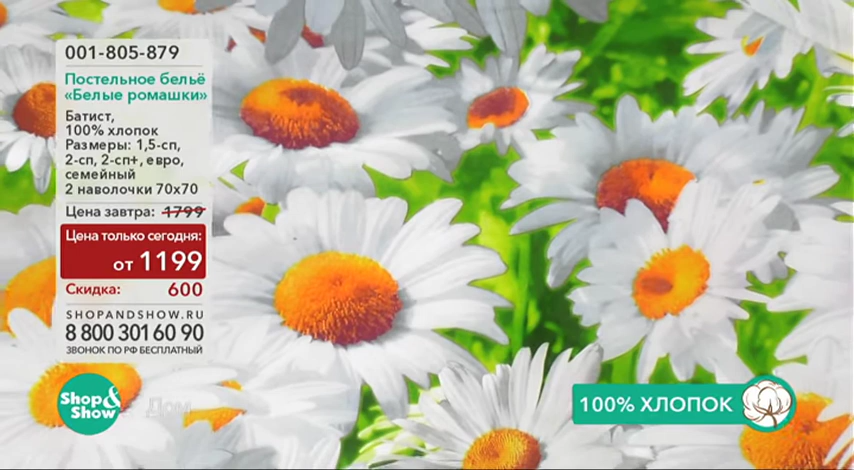 001-805-879
Постельное бельё
«Белые ромашки»
Батист,
100% хлопок
Размеры: 1,5-сп,
2-сп, 2-сп+, евро,
семейный
2 наволочки 70x70
Цена завтра: 1799
Цена только сегодня:
от 1199
Скидка: 600
SHOPANDSHOW.RU
8 800 301 60 90
ЗВОНОК ПО РФ БЕСПЛАТНЫЙ
Shop&
Show
Дом
100% ХЛОПОК